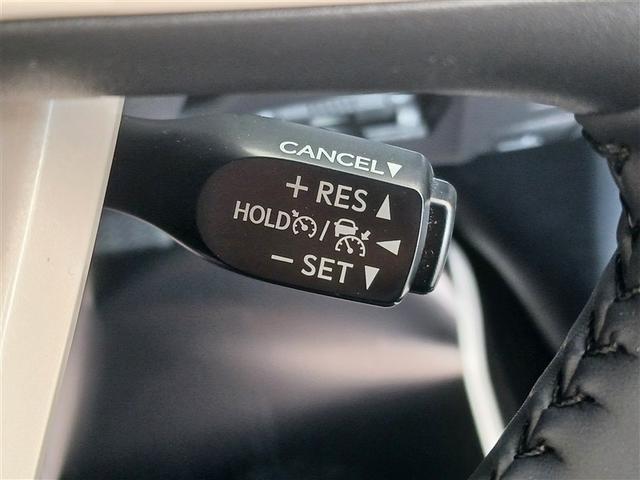 CANCEL▼
+ RES ▲
HOLD / ◀
− SET ▼